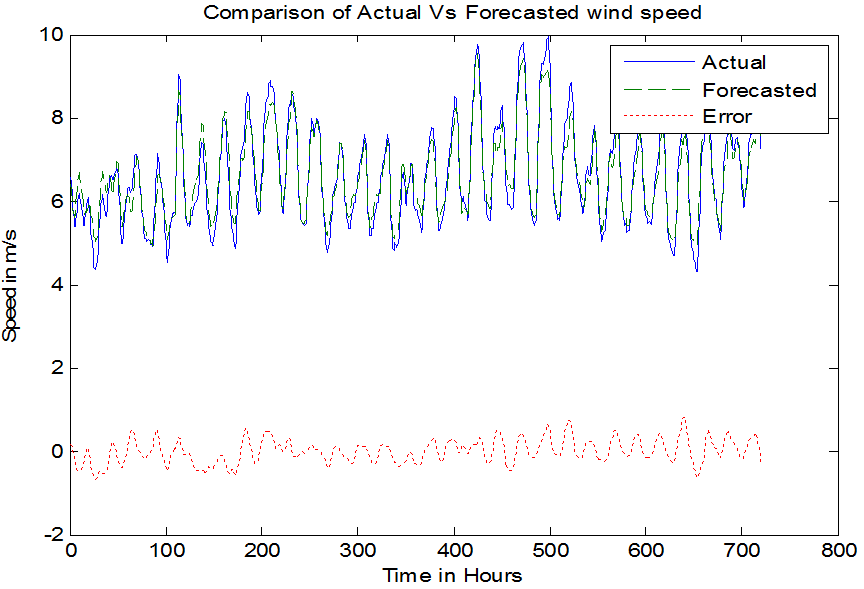 Comparison of Actual Vs Forecasted wind speed
10
8
6
4
2
0
-2
Speed in m/s
Actual
Forecasted
Error
0 100 200 300 400 500 600 700 800
Time in Hours